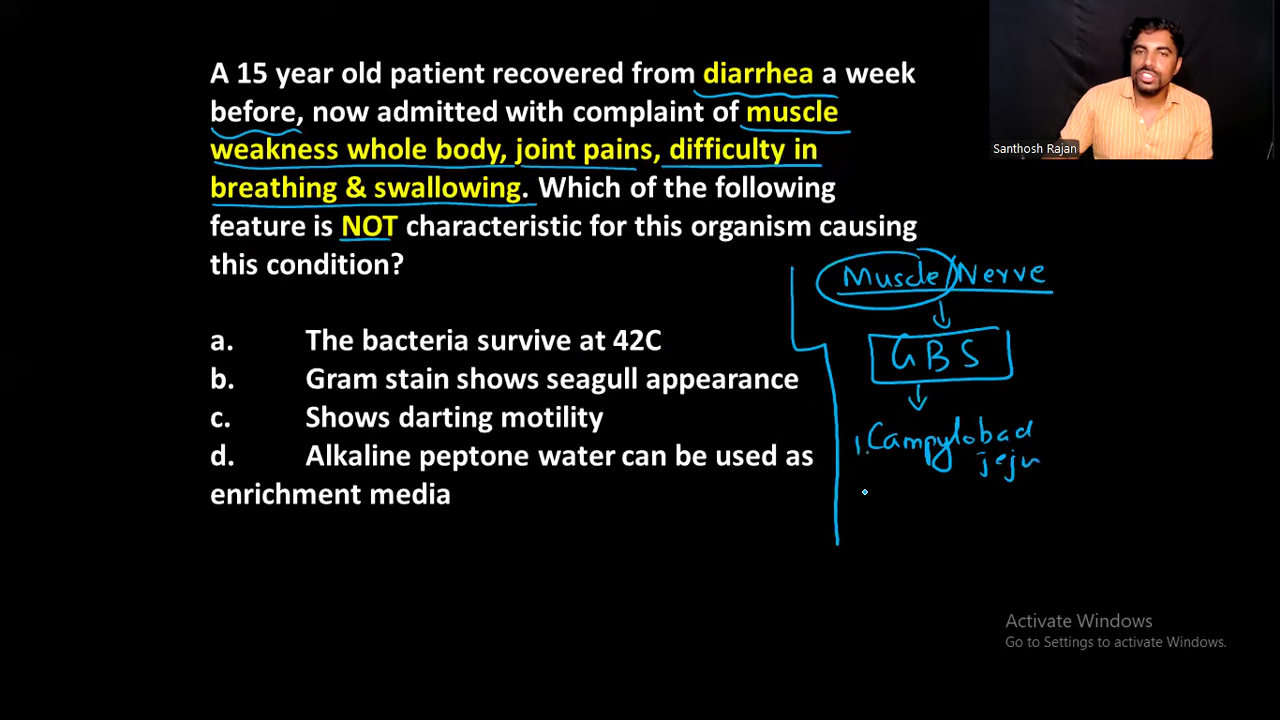 A 15 year old patient recovered from diarrhea a week
before, now admitted with complaint of muscle
weakness whole body, joint pains, difficulty in
breathing & swallowing. Which of the following
feature is NOT characteristic for this organism causing
this condition?
a. The bacteria survive at 42C
b. Gram stain shows seagull appearance
c. Shows darting motility
d. Alkaline peptone water can be used as
enrichment media
Muscle/Nerve
GBS
1. Campylobad
jeju
Santhosh Rajan
Activate Windows
Go to Settings to activate Windows.